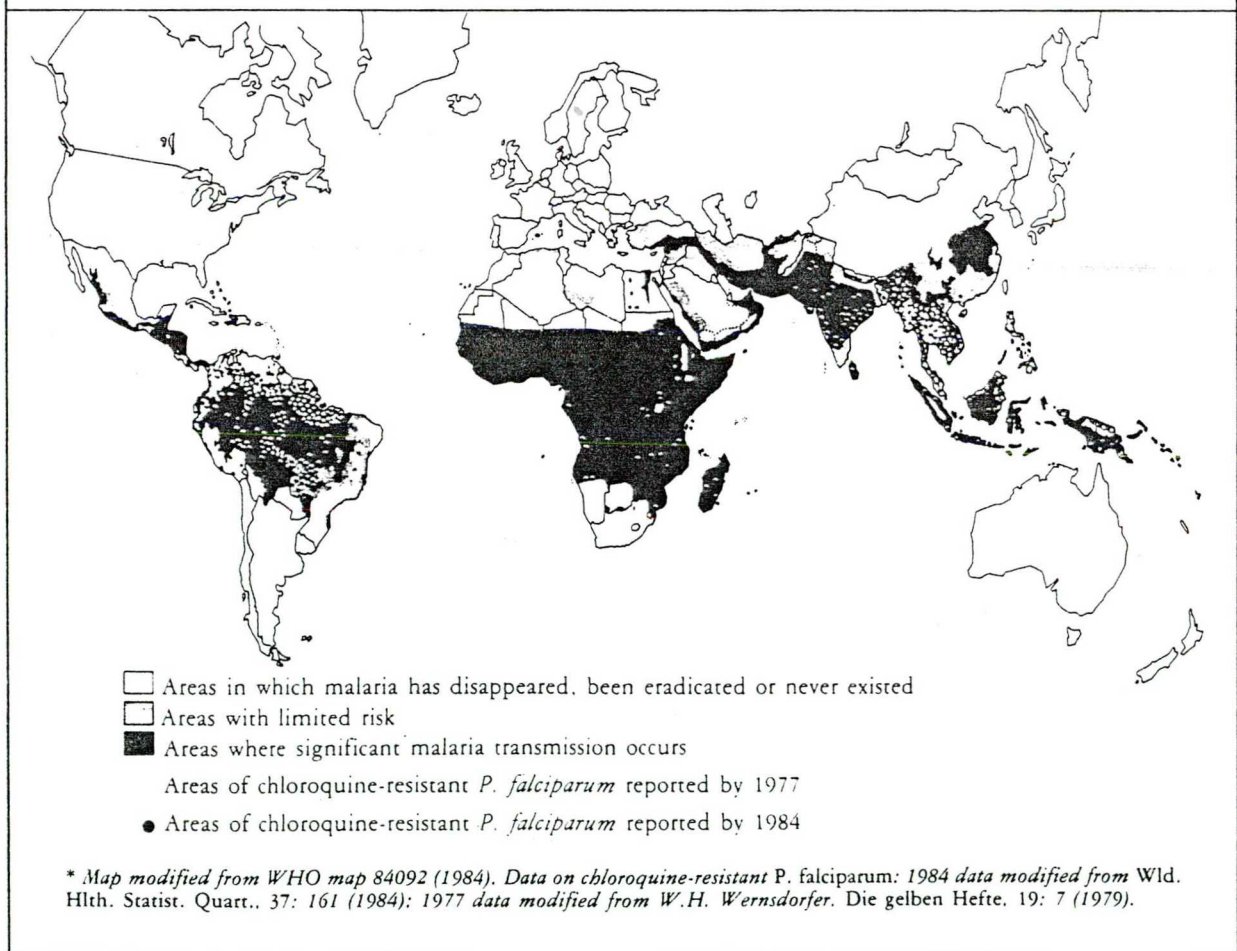 Areas in which malaria has disappeared, been eradicated or never existed
Areas with limited risk
Areas where significant malaria transmission occurs
Areas of chloroquine-resistant P. falciparum reported by 1977
Areas of chloroquine-resistant P. falciparum reported by 1984
* Map modified from WHO map 84092 (1984). Data on chloroquine-resistant P. falciparum: 1984 data modified from Wld.
Hlth. Statist. Quart., 37: 161 (1984): 1977 data modified from W.H. Wernsdorfer. Die gelben Hefte, 19: 7 (1979).